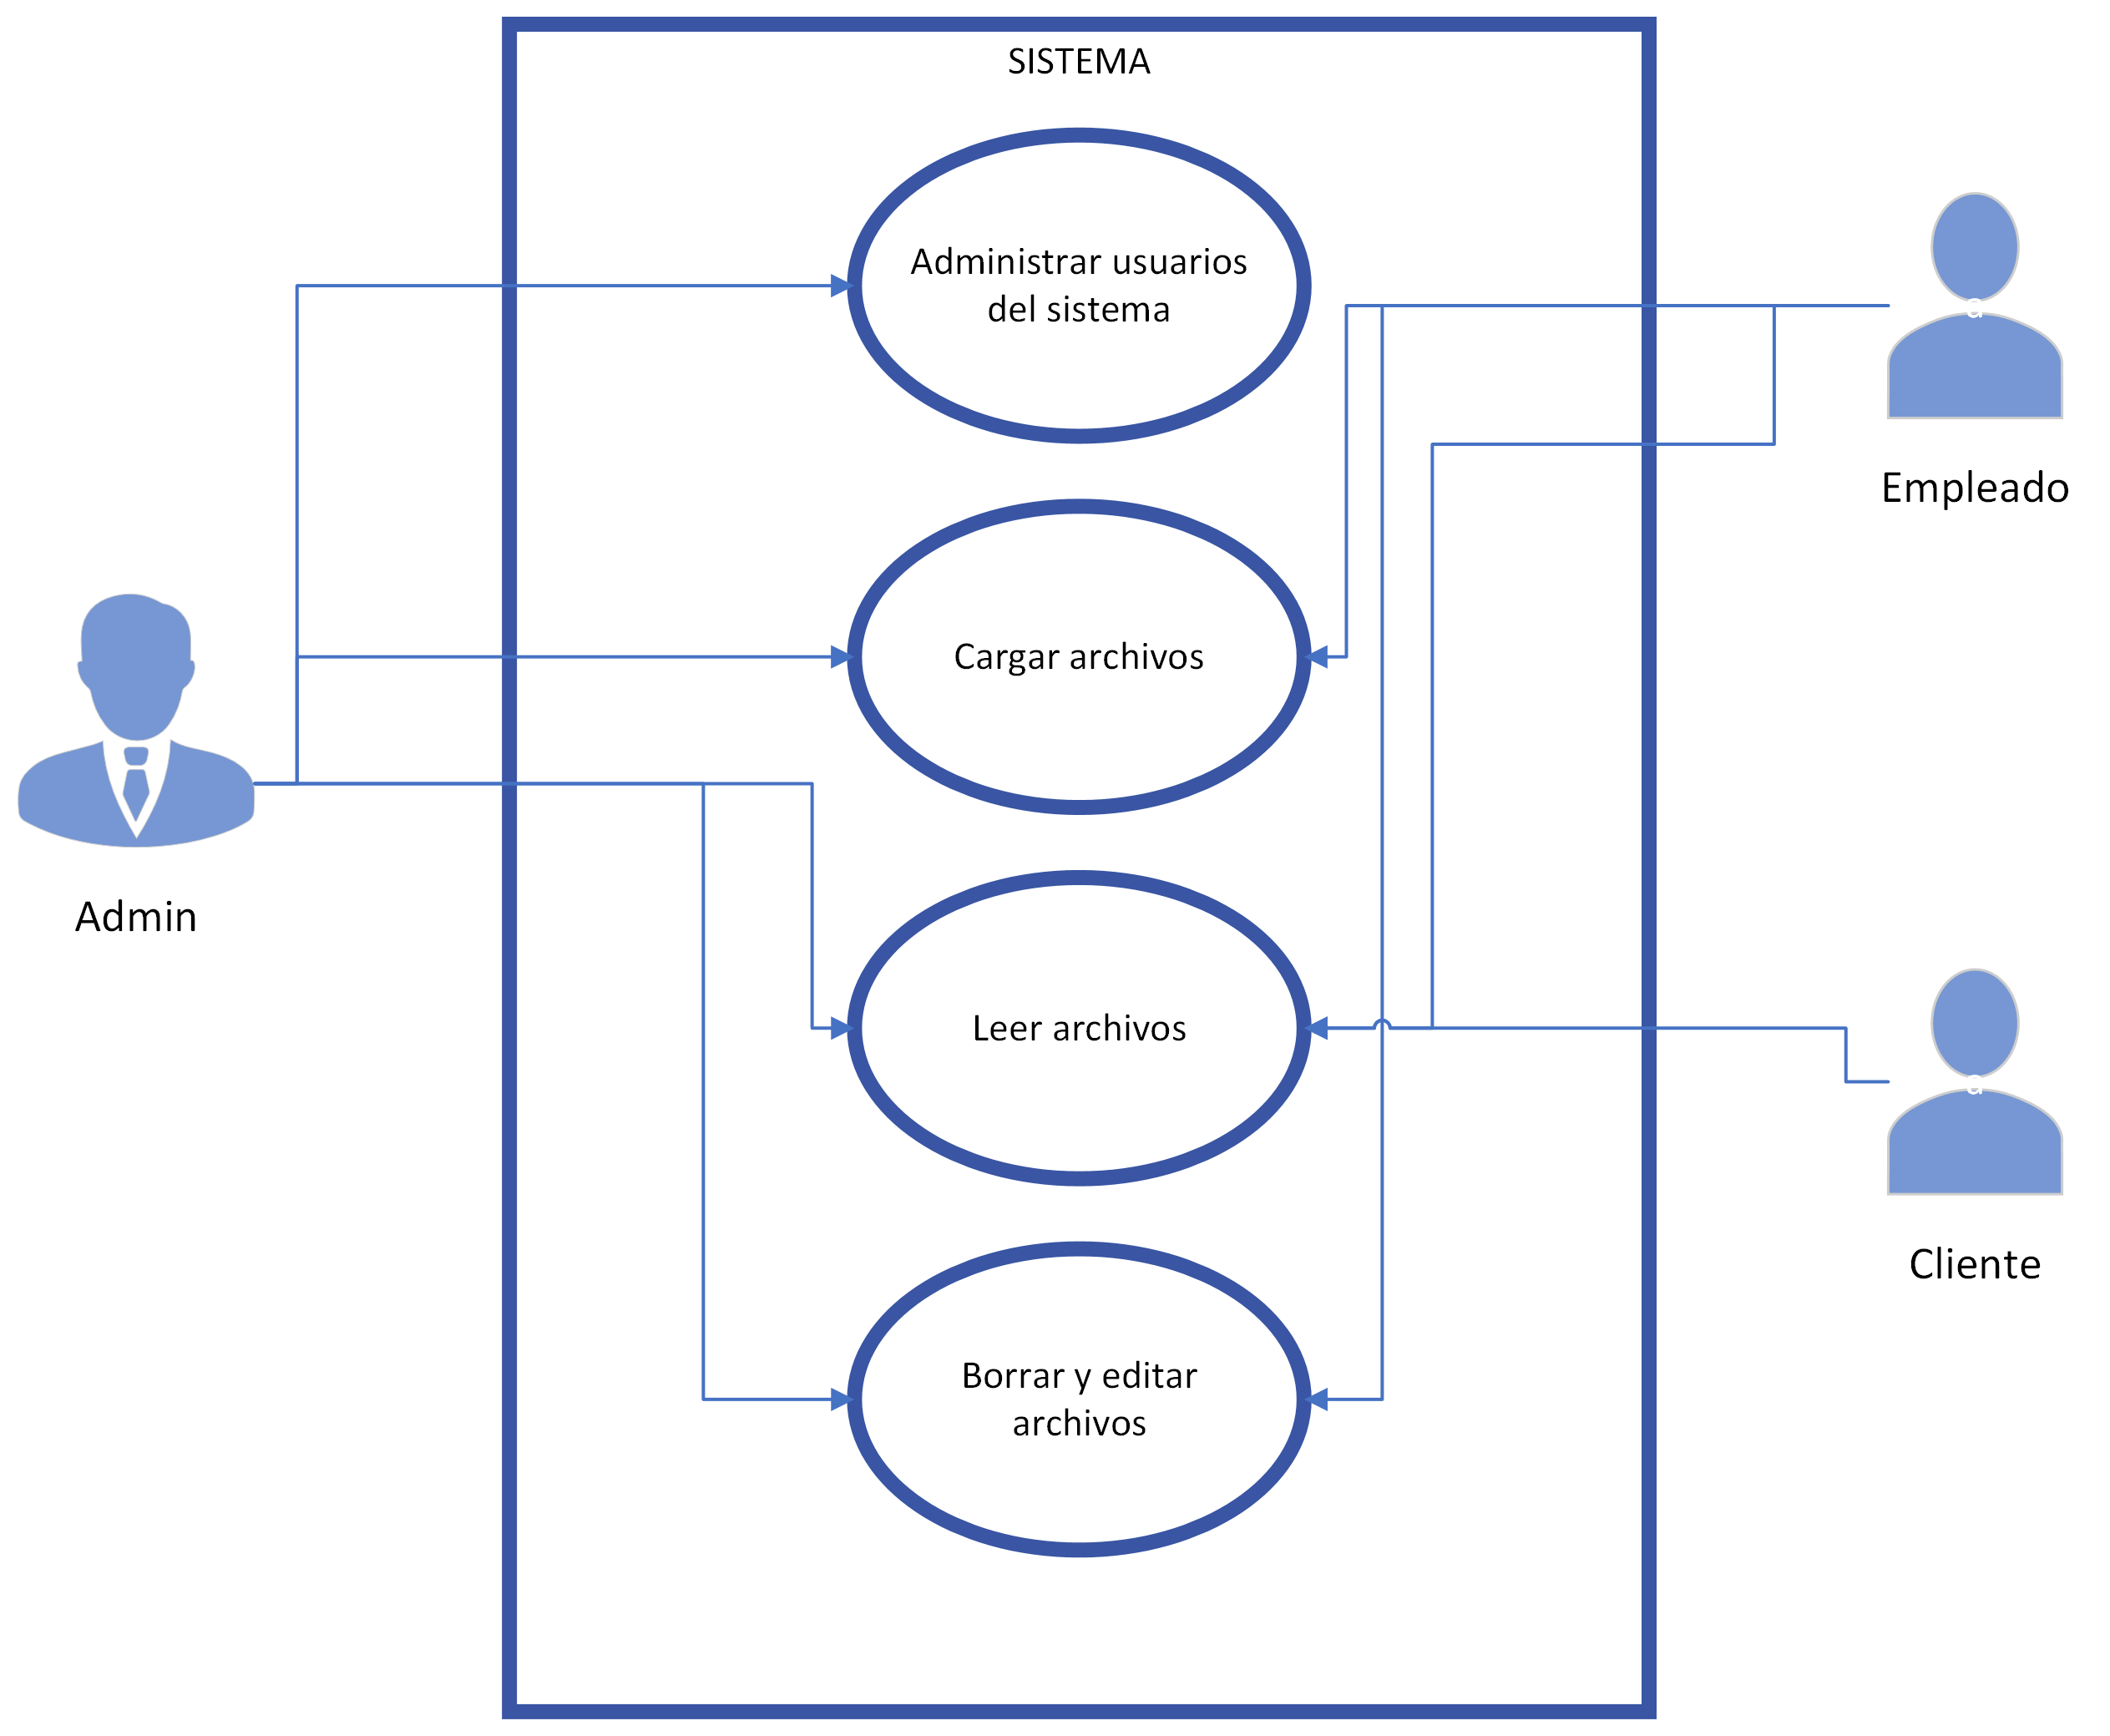 SISTEMA
Administrar usuarios
del sistema
Cargar archivos
Leer archivos
Borrar y editar
archivos
Admin
Empleado
Cliente